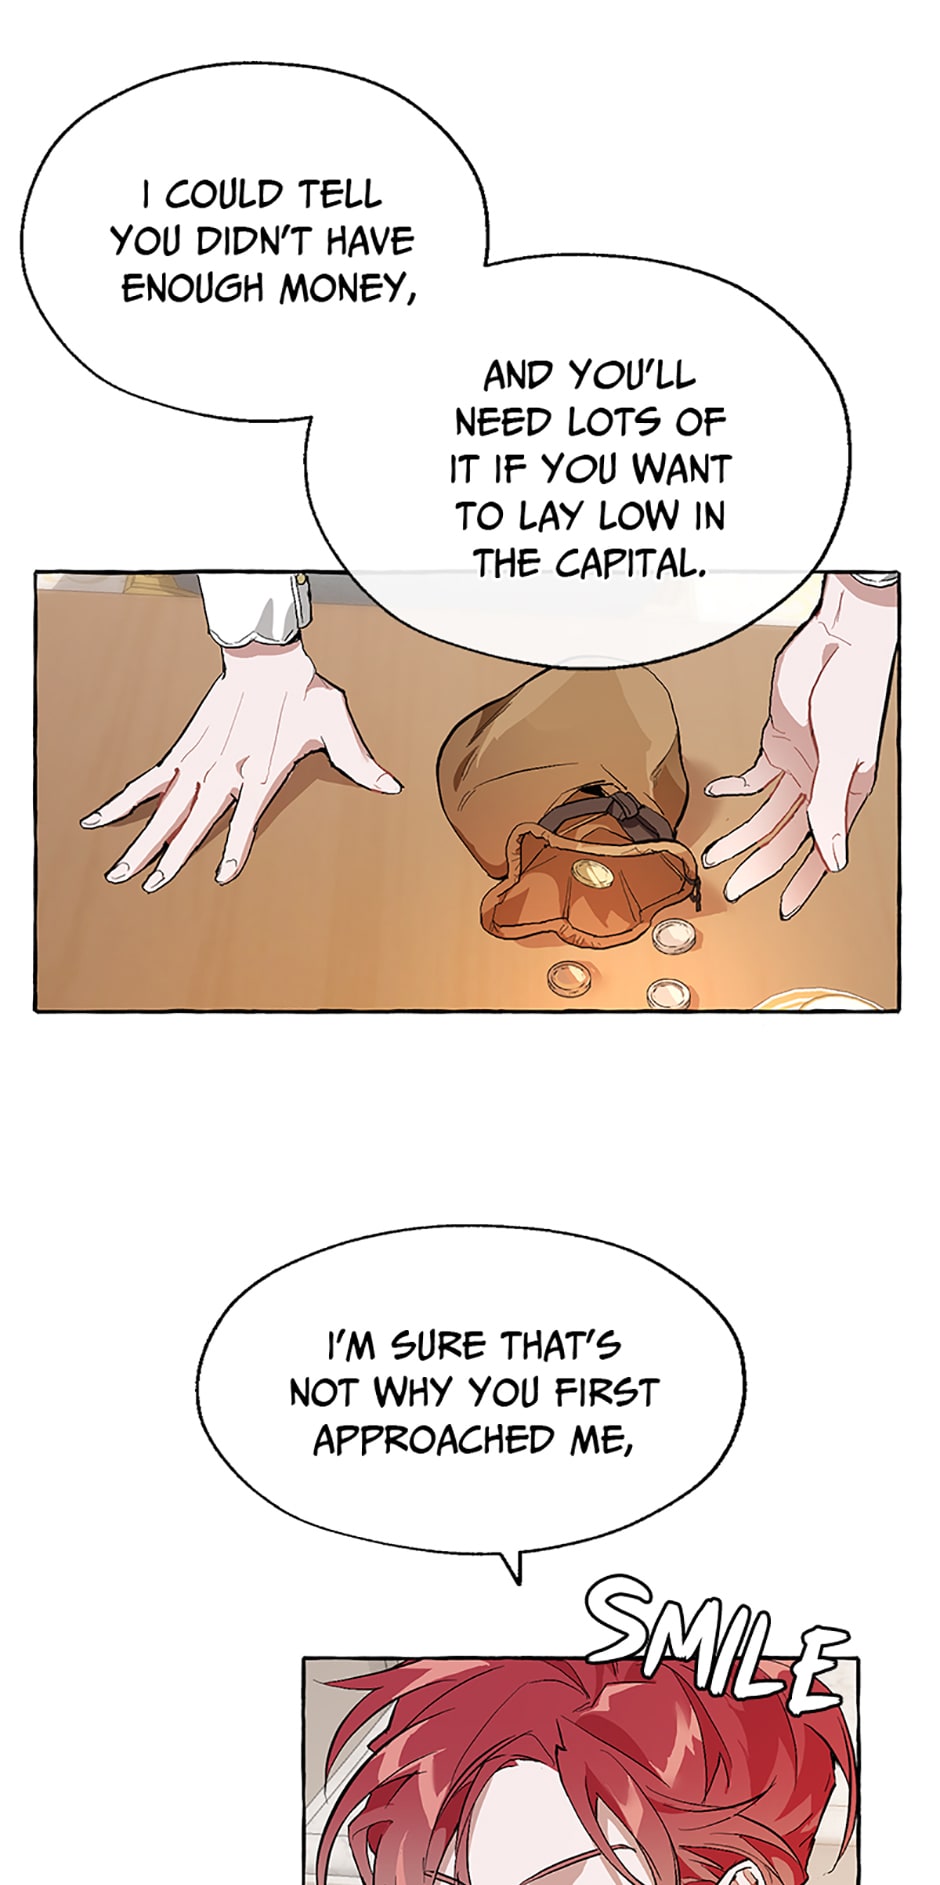 I COULD TELL
YOU DIDN'T HAVE
ENOUGH MONEY,
AND YOU'LL
NEED LOTS OF
IT IF YOU WANT
TO LAY LOW IN
THE CAPITAL.
I'M SURE THAT'S
NOT WHY YOU FIRST
APPROACHED ME,
SMILE